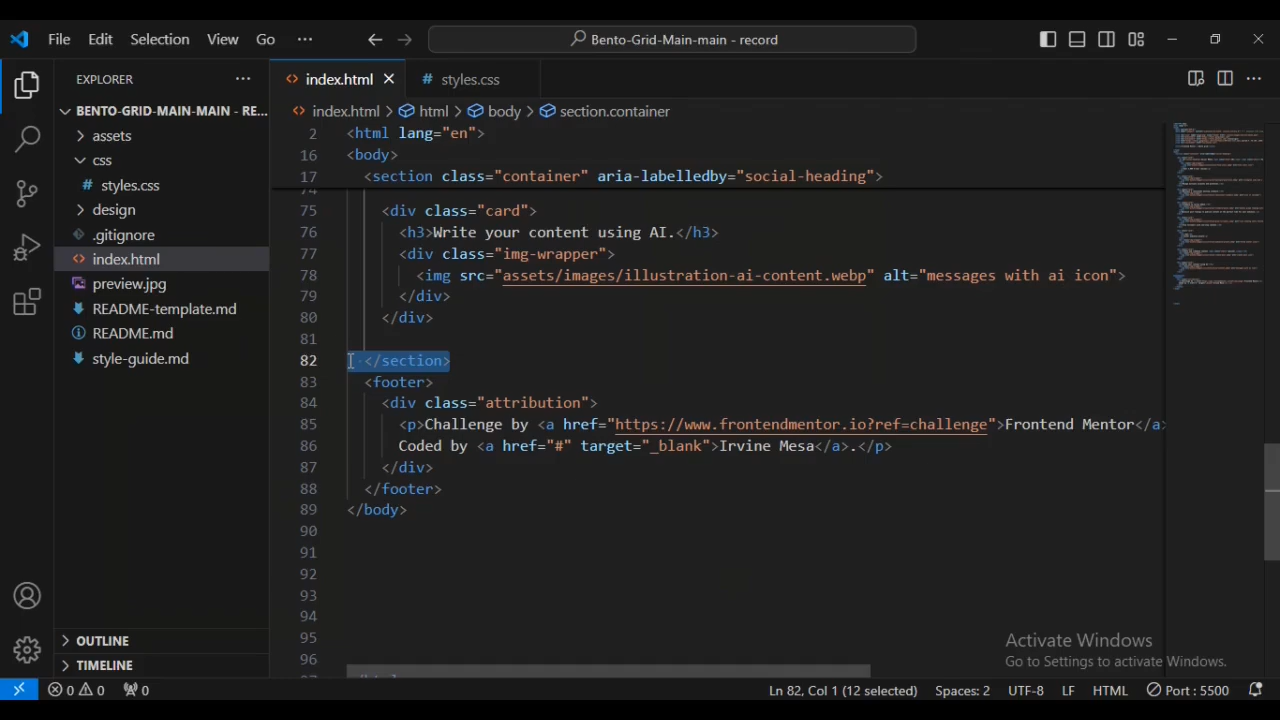 File Edit Selection View Go ··· Bento-Grid-Main-main - record
EXPLORER ···
index.html styles.css ···
BENTO-GRID-MAIN-MAIN - RE...
assets
css
styles.css
design
.gitignore
index.html
preview.jpg
README-template.md
README.md
style-guide.md
OUTLINE
TIMELINE
index.html > html > body > section.container
2 <html lang="en">
16 <body>
17 <section class="container" aria-labelledby="social-heading">
75 <div class="card">
76 <h3>Write your content using AI.</h3>
77 <div class="img-wrapper">
78 <img src="assets/images/illustration-ai-content.webp" alt="messages with ai icon">
79 </div>
80 </div>
81
82 </section>
83 <footer>
84 <div class="attribution">
85 <p>Challenge by <a href="https://www.frontendmentor.io?ref=challenge">Frontend Mentor</a>
86 Coded by <a href="#" target="_blank">Irvine Mesa</a>.</p>
87 </div>
88 </footer>
89 </body>
90
91
92
93
94
95
96
Activate Windows
Go to Settings to activate Windows.
0 0 0 Ln 82, Col 1 (12 selected) Spaces: 2 UTF-8 LF HTML Port : 5500